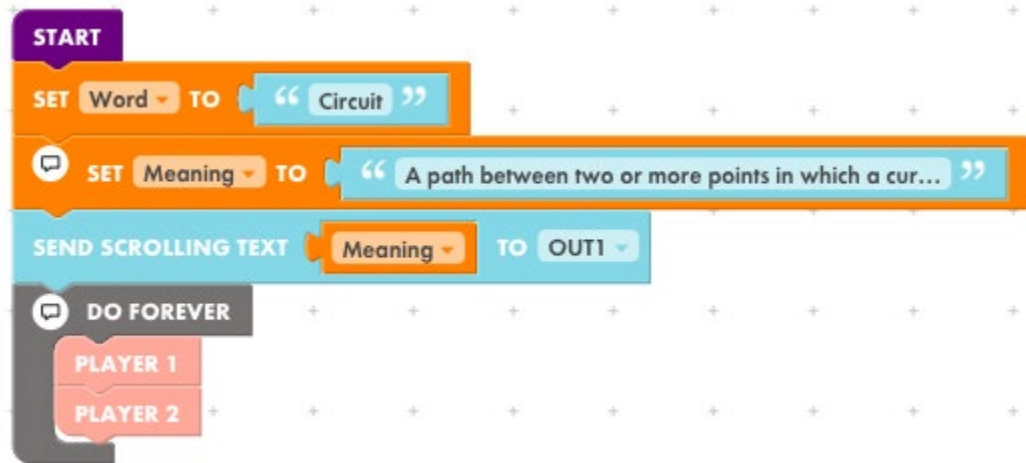 START
SET Word TO “ Circuit ”
SET Meaning TO “ A path between two or more points in which a cur... ”
SEND SCROLLING TEXT Meaning TO OUT1
DO FOREVER
PLAYER 1
PLAYER 2